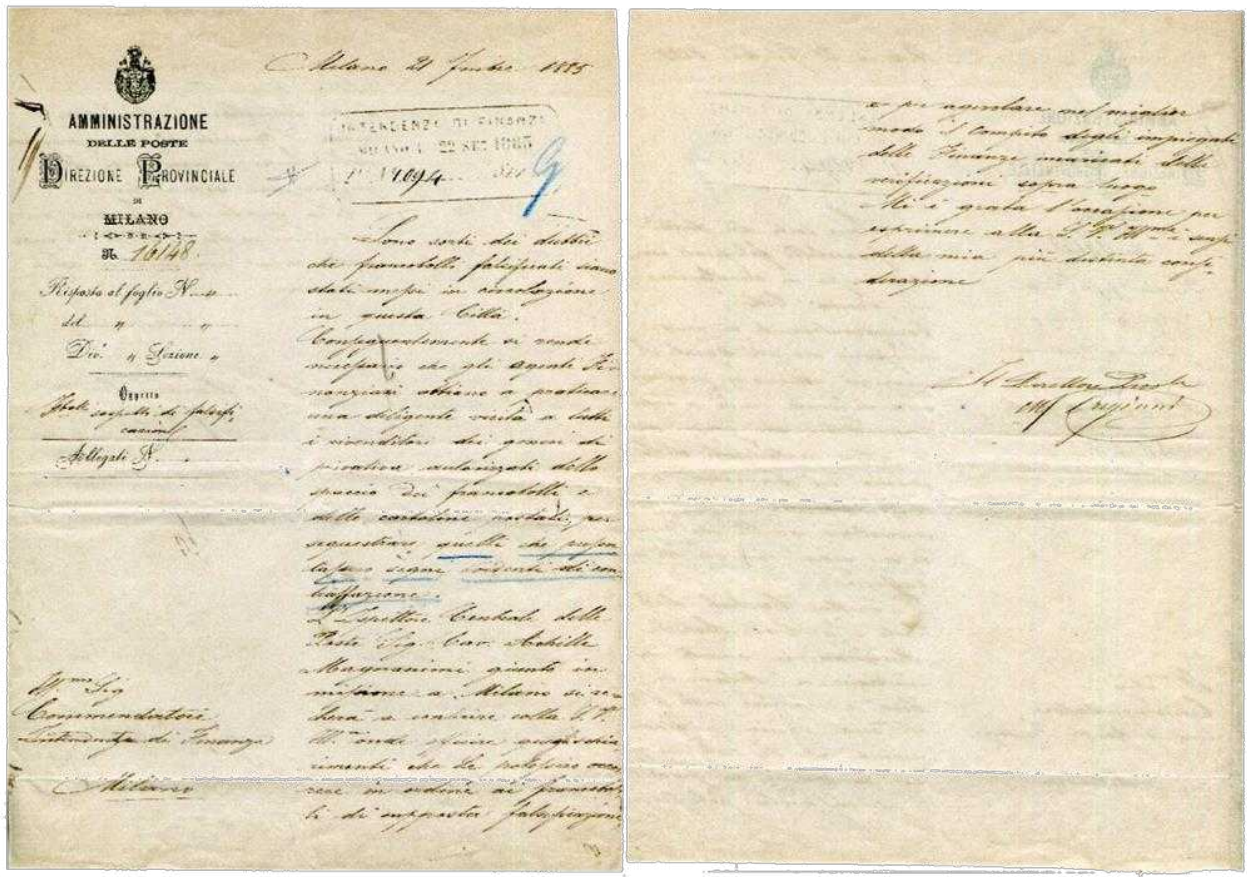 Milano 21 7mbre 1885
AMMINISTRAZIONE
DELLE POSTE
DIREZIONE PROVINCIALE
DI
MILANO
N. 16148.
Risposta al foglio N.
del
Div. Sezione
Oggetto
sospetti di falsifi
cazioni
Allegati N.
INTENDENZA DI FINANZA
MILANO 22 SET 1885
14094
Sono sorti dei dubbi
che francobolli falsificati siano
stati messi in circolazione
in questa Città.
Conseguentemente si rende
necessario che gli agenti Fi
nanziari abbiano a praticare
una diligente visita a tutti
i rivenditori dei generi di
privativa autorizzati dello
spaccio dei francobolli e
delle cartoline postali, per
sequestrare quelli che presen
tassero segni di con
traffazione.
L'Ispettore Centrale delle
Poste Sig. Cav. Achille
Magnanimi giunto in
missione a Milano si re
cherà a conferire colla S.V.
Ill.ma onde
rimenti che Le potessero occor
rere in ordine ai francobol
li di supposta falsificazione
Ill.mo Sig
Commendatore
Intendente di Finanza
Milano
e per agevolare nel miglior
modo il compito degli impiegati
delle Finanze incaricati delle
verificazioni sopra luogo
Mi è grata l'occasione per
esprimere alla S.V. Ill.ma i sensi
della mia più distinta consi-
derazione
Il Direttore Prov.le